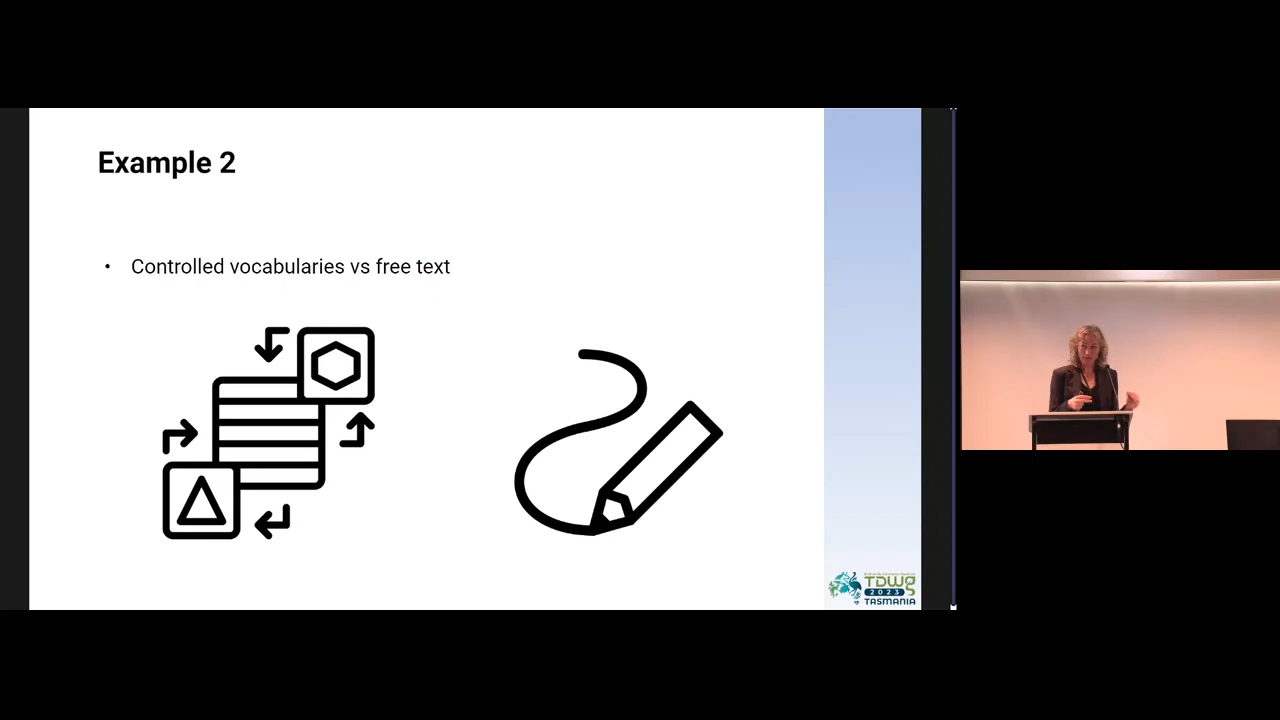 Example 2
• Controlled vocabularies vs free text
TDWG
2023
TASMANIA